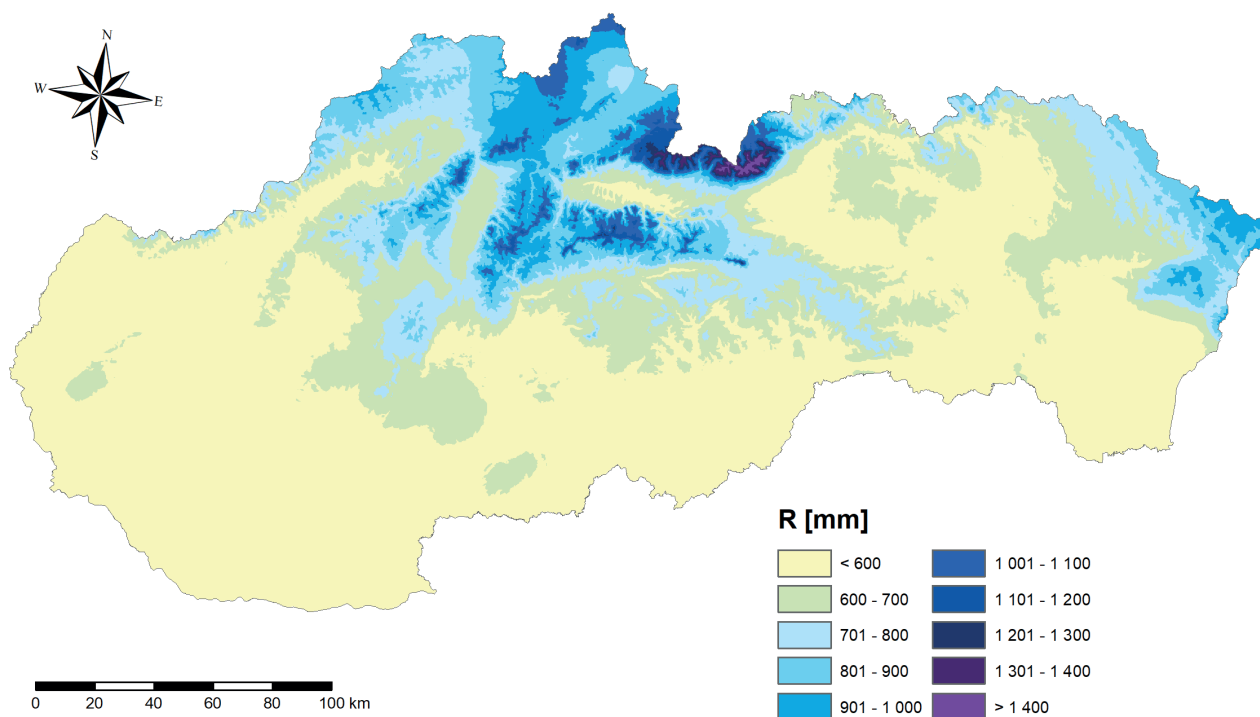 N
W
E
S
R [mm]
< 600
600 - 700
701 - 800
801 - 900
901 - 1 000
1 001 - 1 100
1 101 - 1 200
1 201 - 1 300
1 301 - 1 400
> 1 400
0 20 40 60 80 100 km